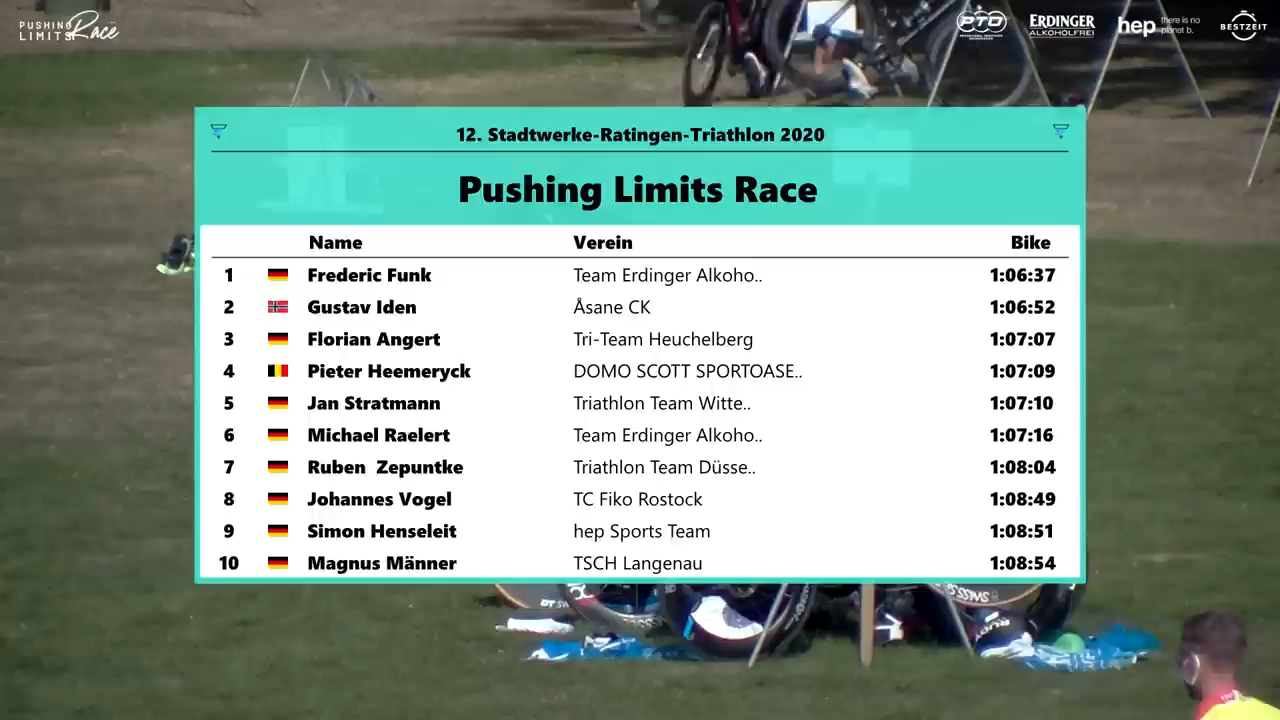 PUSHING LIMITS Race
PTO
ERDINGER
ALKOHOLFREI
hep there is no planet b.
BESTZEIT
12. Stadtwerke-Ratingen-Triathlon 2020
Pushing Limits Race
Name Verein Bike
1 Frederic Funk Team Erdinger Alkoho.. 1:06:37
2 Gustav Iden Åsane CK 1:06:52
3 Florian Angert Tri-Team Heuchelberg 1:07:07
4 Pieter Heemeryck DOMO SCOTT SPORTOASE.. 1:07:09
5 Jan Stratmann Triathlon Team Witte.. 1:07:10
6 Michael Raelert Team Erdinger Alkoho.. 1:07:16
7 Ruben  Zepuntke Triathlon Team Düsse.. 1:08:04
8 Johannes Vogel TC Fiko Rostock 1:08:49
9 Simon Henseleit hep Sports Team 1:08:51
10 Magnus Männer TSCH Langenau 1:08:54